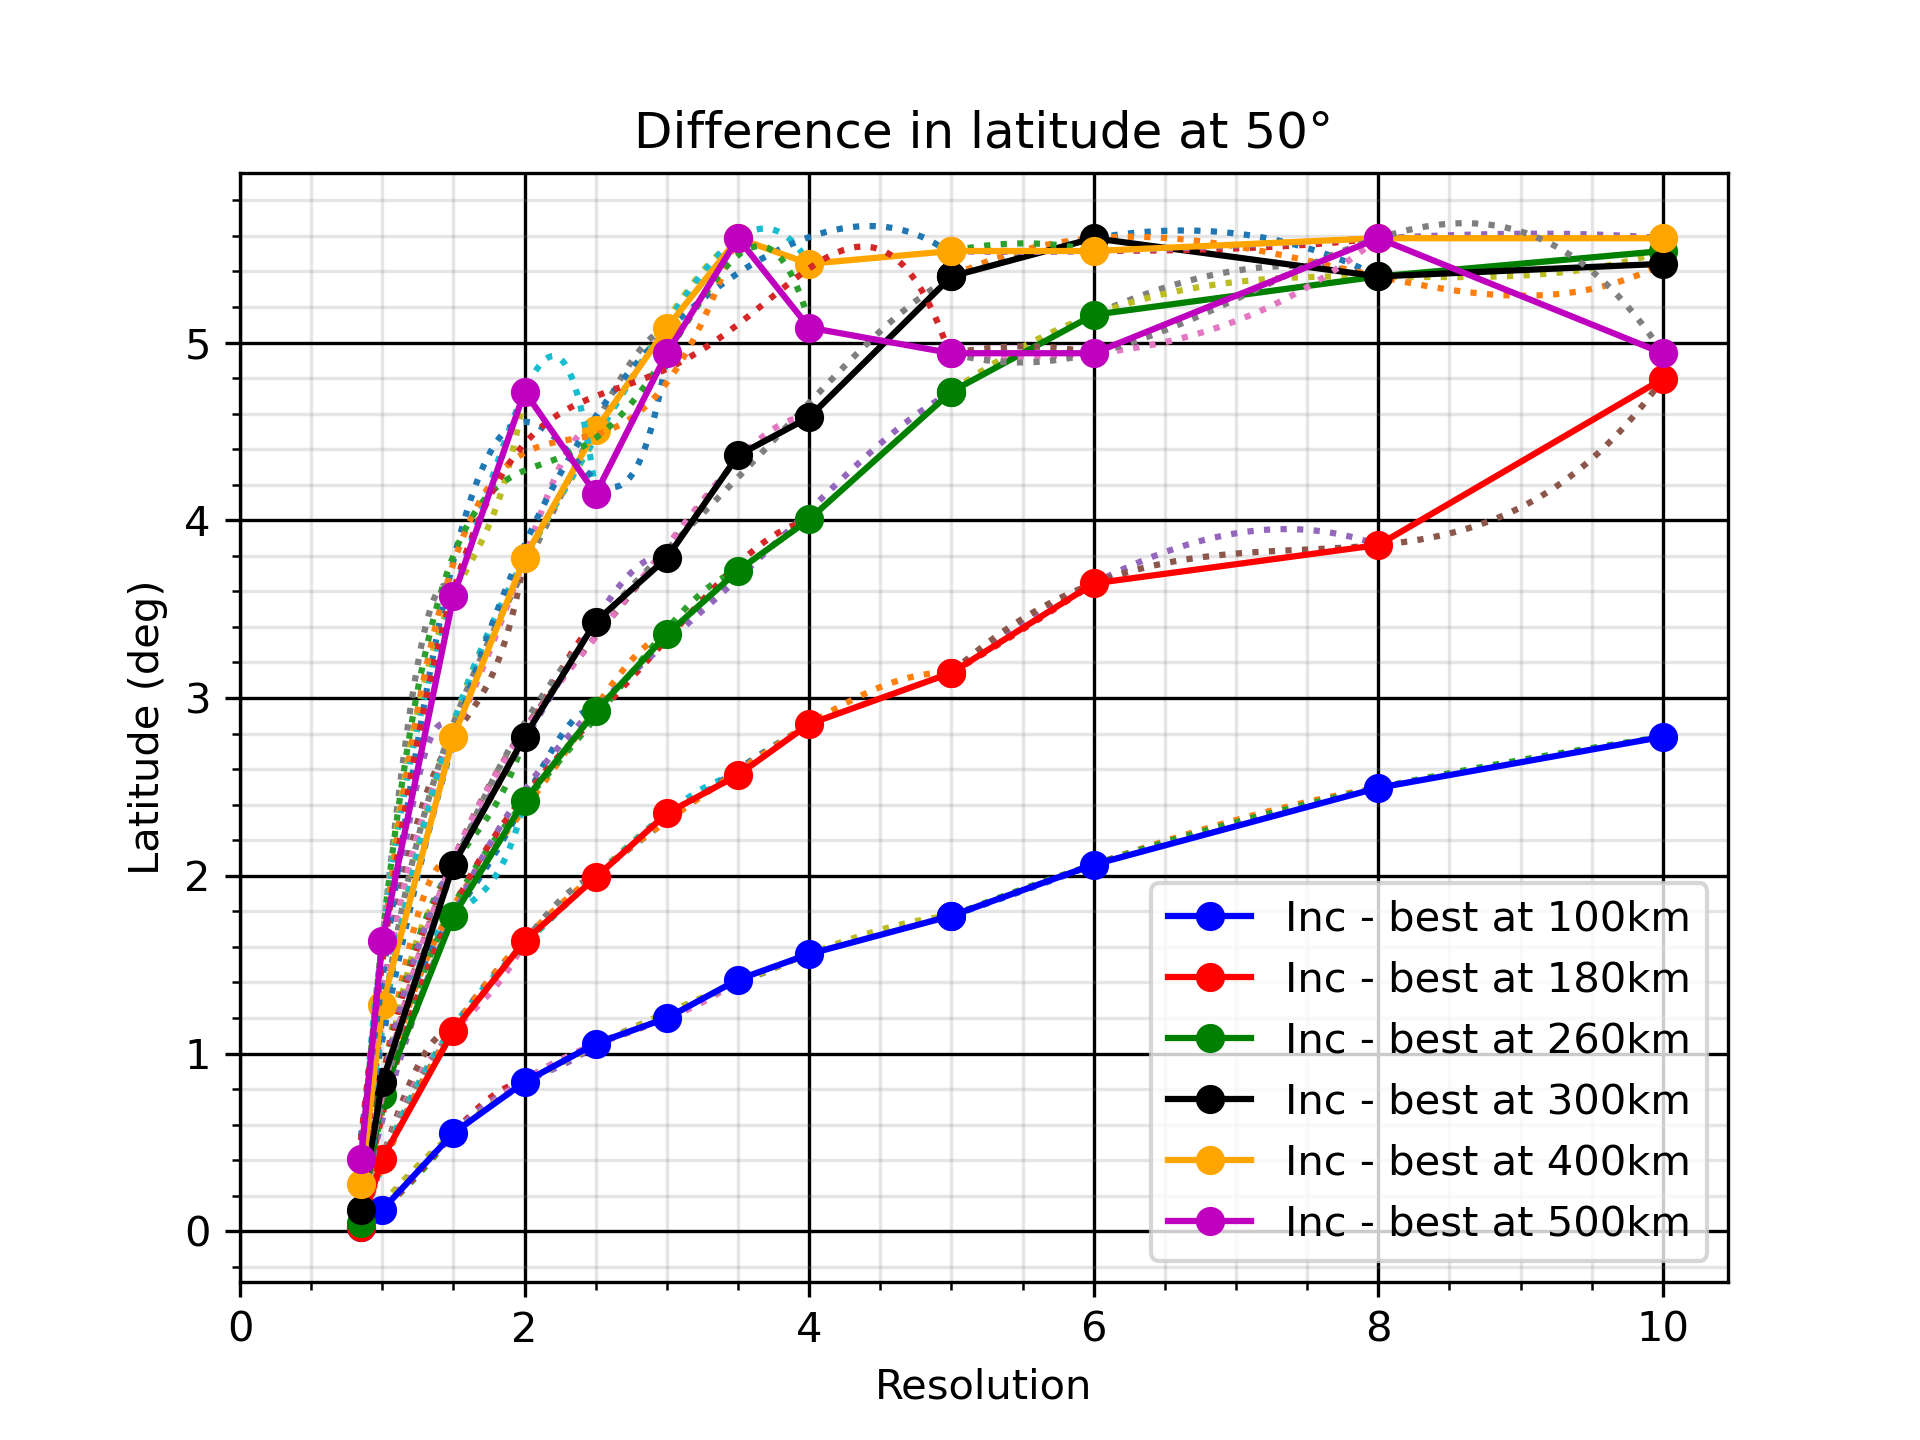 Difference in latitude at 50°
Latitude (deg)
5
4
3
2
1
0
0 2 4 6 8 10
Resolution
Inc - best at 100km
Inc - best at 180km
Inc - best at 260km
Inc - best at 300km
Inc - best at 400km
Inc - best at 500km